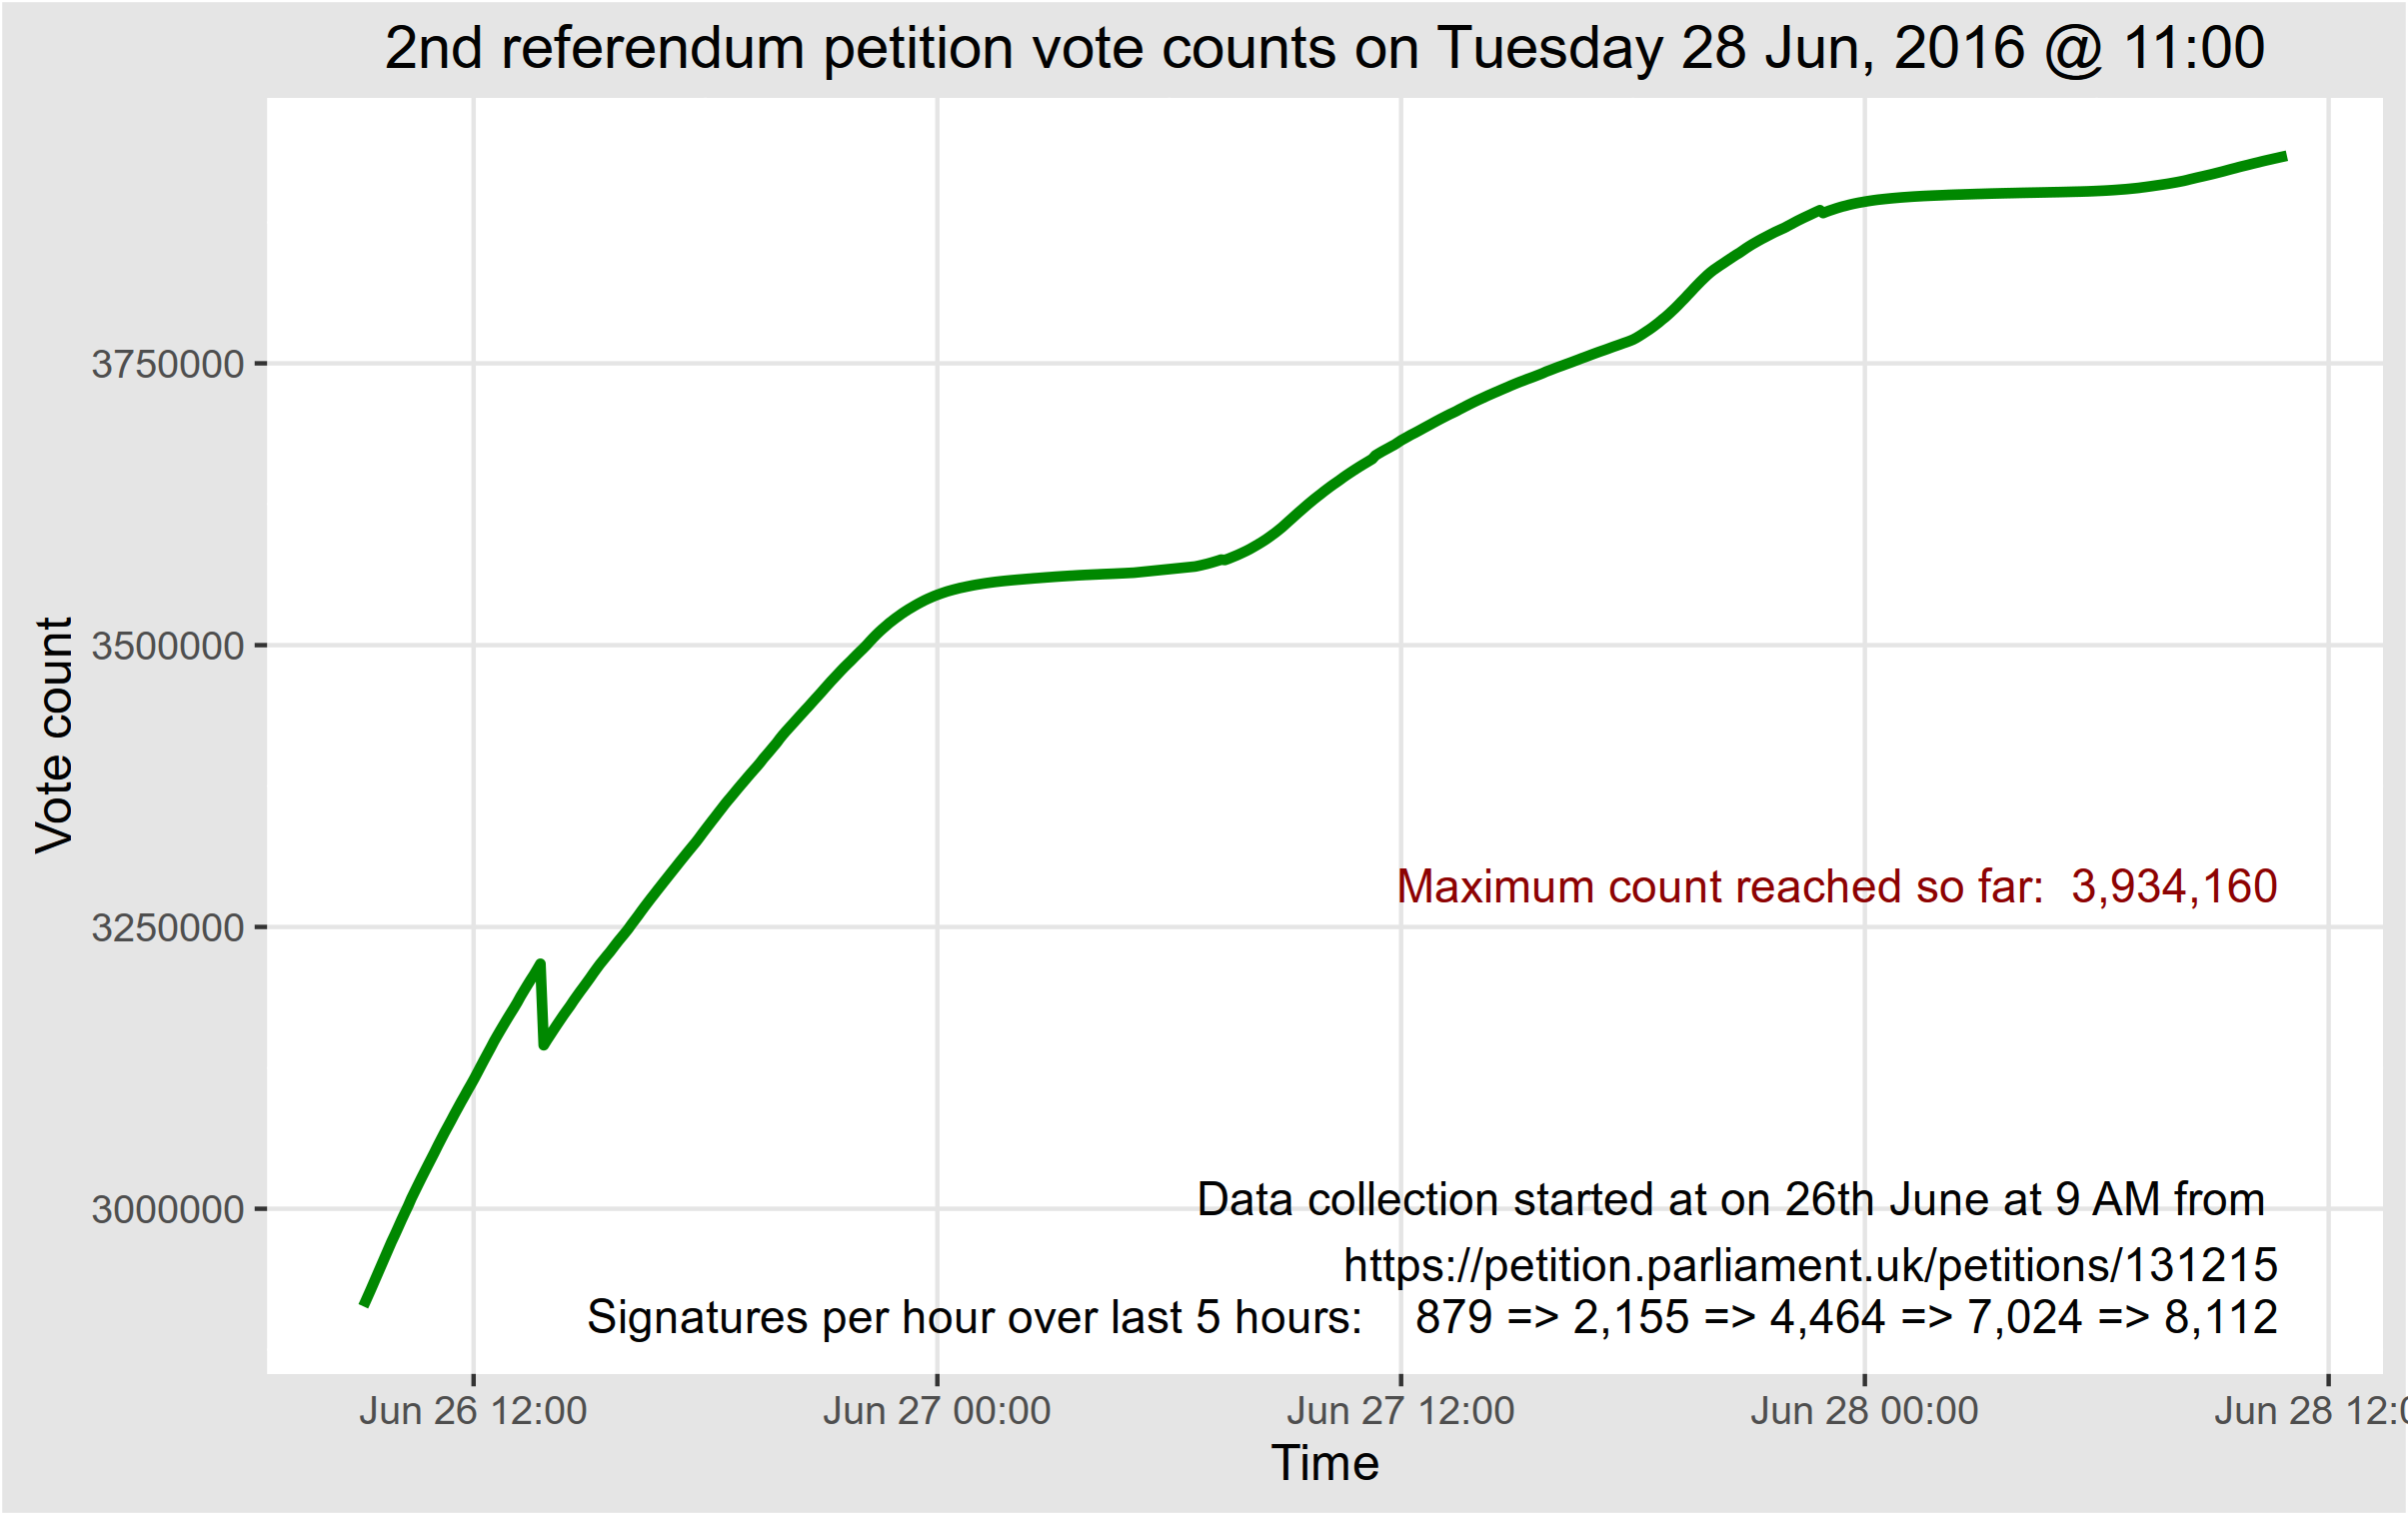 2nd referendum petition vote counts on Tuesday 28 Jun, 2016 @ 11:00
Vote count
3750000
3500000
3250000
3000000
Maximum count reached so far: 3,934,160
Data collection started at on 26th June at 9 AM from
https://petition.parliament.uk/petitions/131215
Signatures per hour over last 5 hours: 879 => 2,155 => 4,464 => 7,024 => 8,112
Jun 26 12:00 Jun 27 00:00 Jun 27 12:00 Jun 28 00:00 Jun 28 12:0
Time